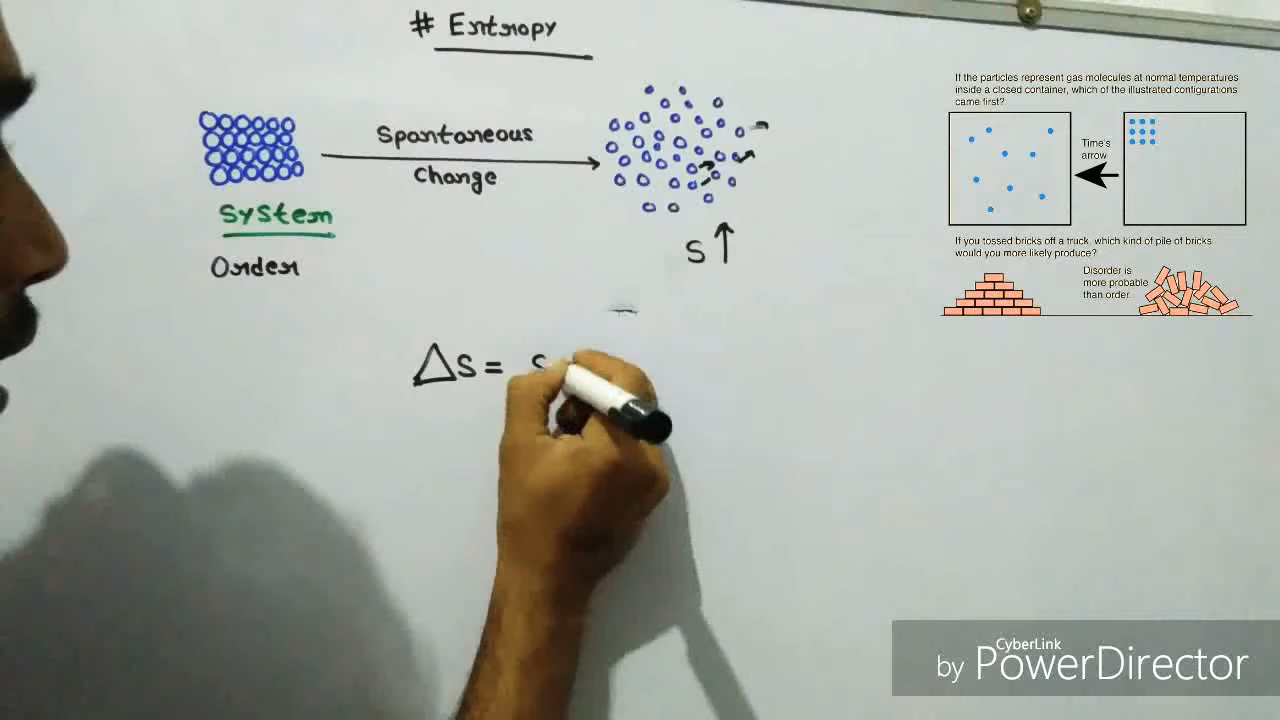 # Entropy
Spontaneous
Change
System
Order
S ↑
ΔS = S
If the particles represent gas molecules at normal temperatures
inside a closed container, which of the illustrated configurations
came first?
Time's
arrow
If you tossed bricks off a truck, which kind of pile of bricks
would you more likely produce?
Disorder is
more probable
than order.
CyberLink
by PowerDirector